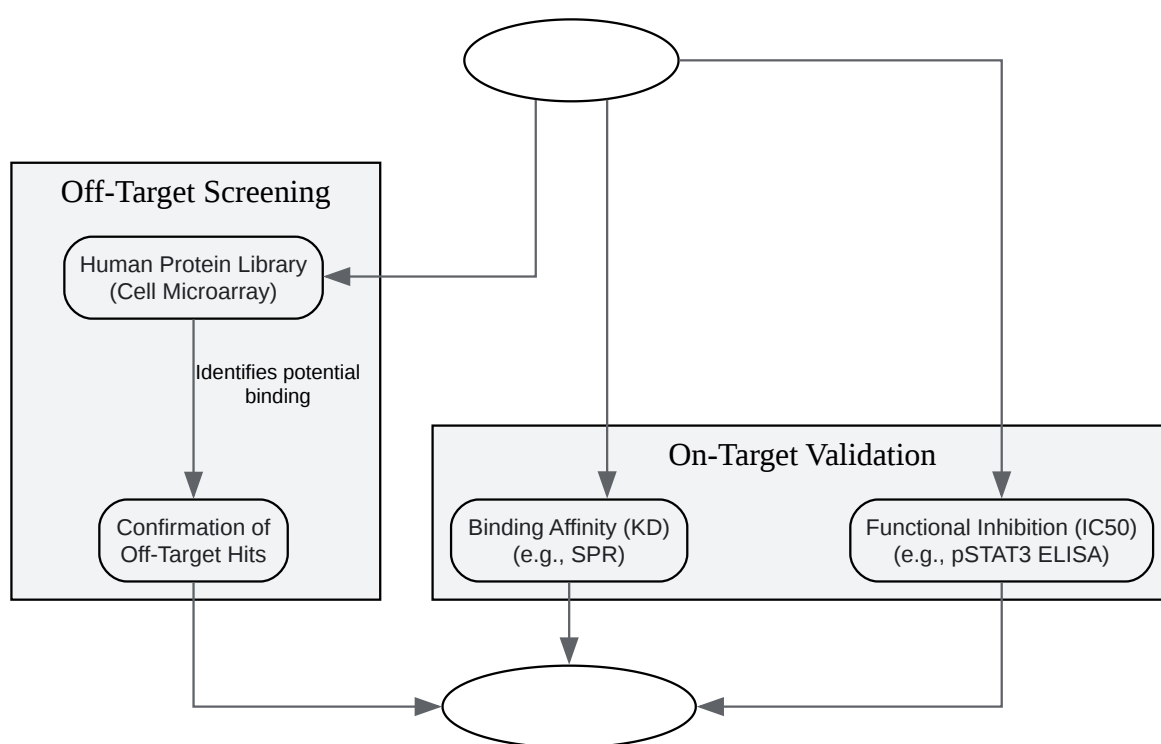 Off-Target Screening
Human Protein Library
(Cell Microarray)
Identifies potential
binding
Confirmation of
Off-Target Hits
On-Target Validation
Binding Affinity (KD)
(e.g., SPR)
Functional Inhibition (IC50)
(e.g., pSTAT3 ELISA)